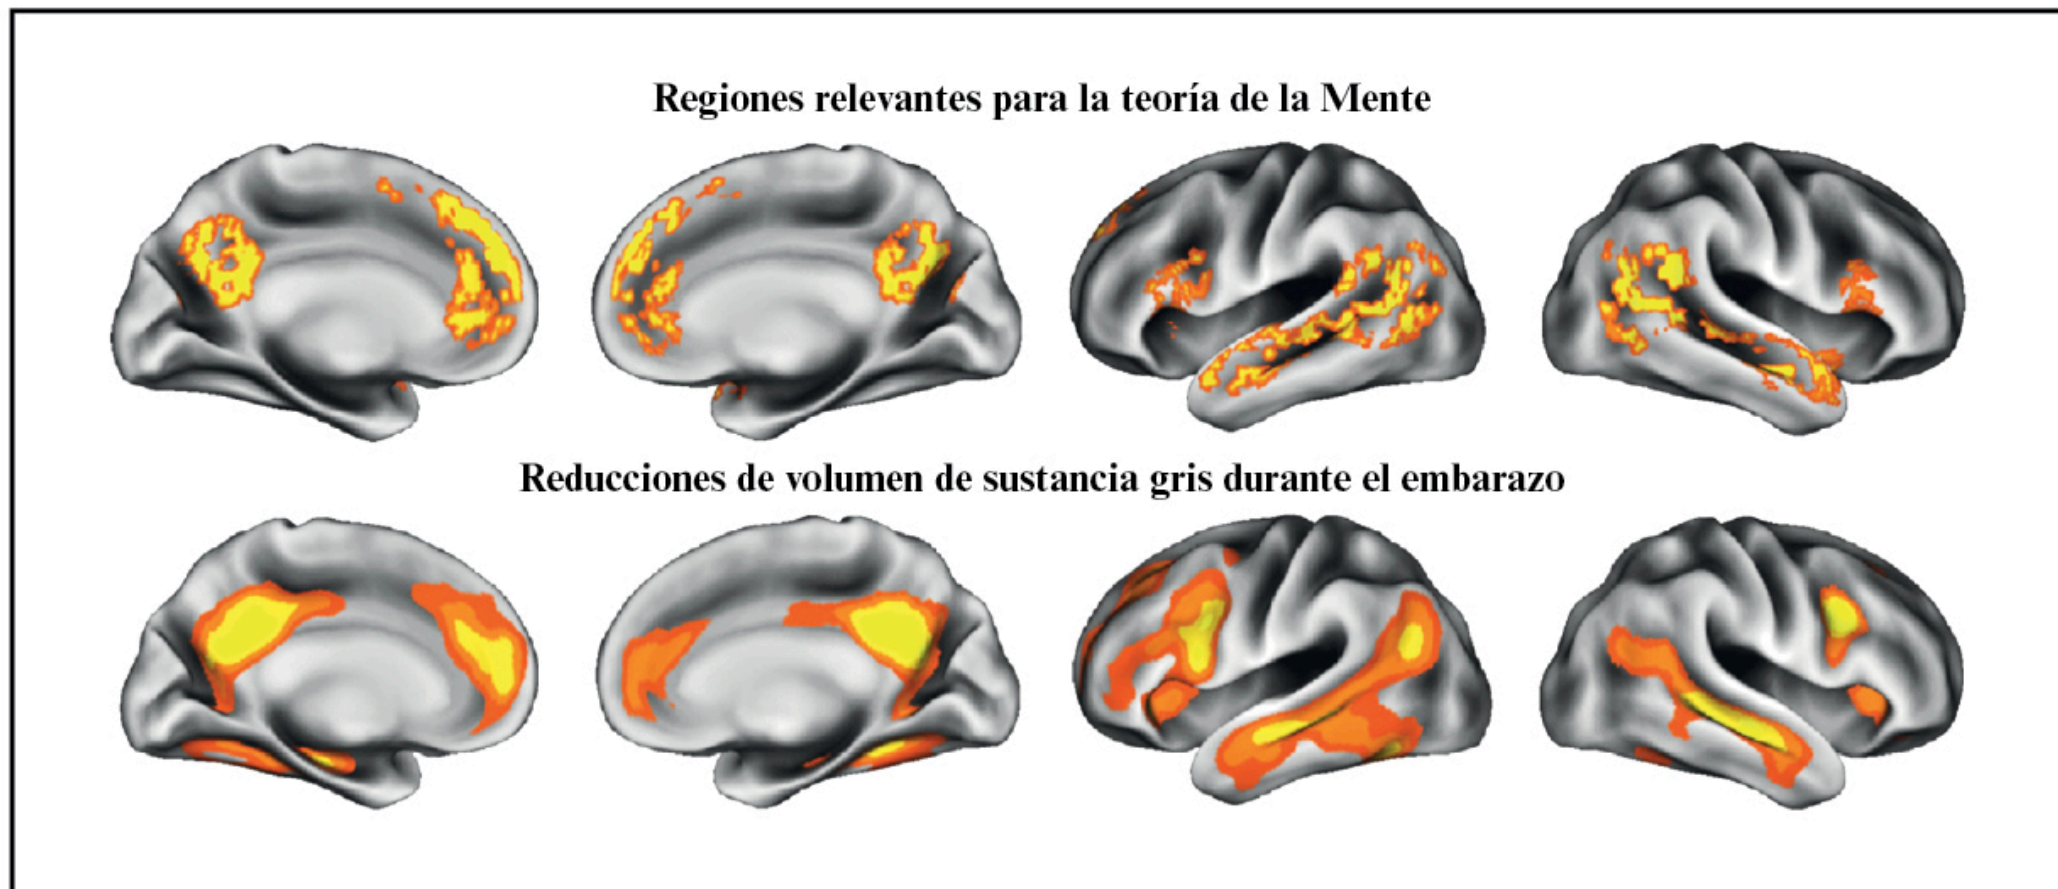 Regiones relevantes para la teoría de la Mente
Reducciones de volumen de sustancia gris durante el embarazo